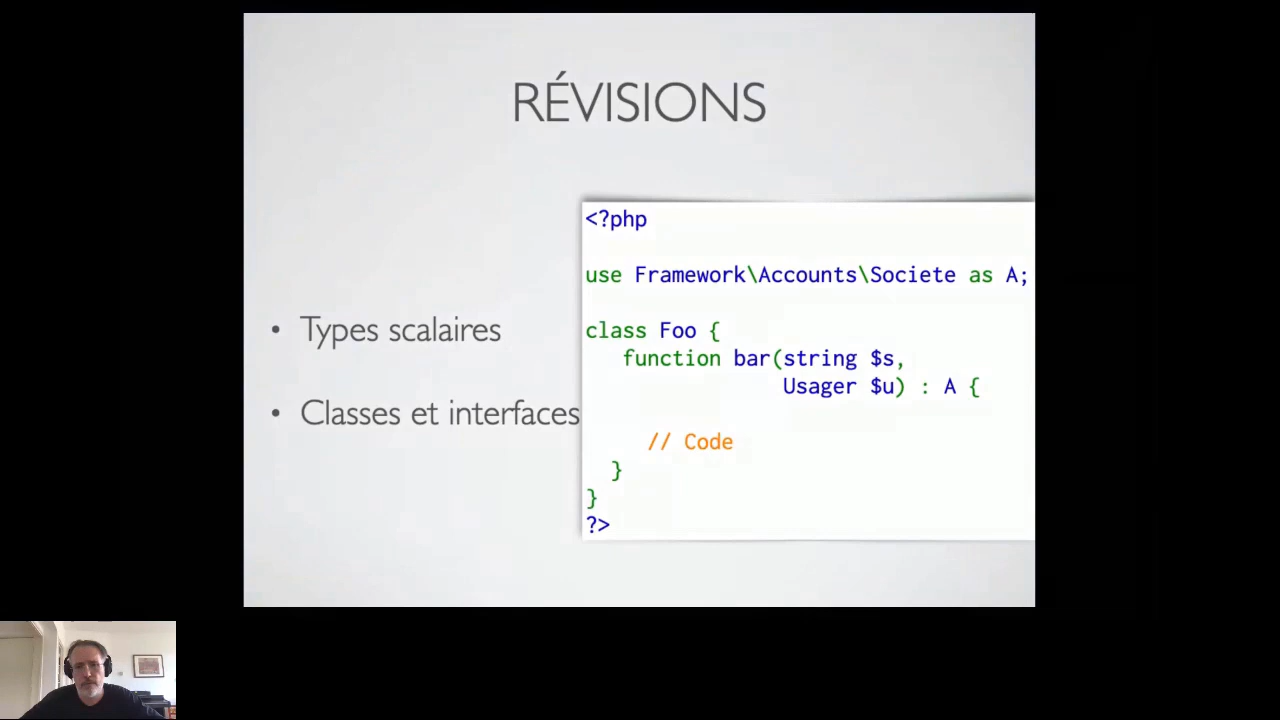 RÉVISIONS
• Types scalaires
• Classes et interfaces
<?php
use Framework\Accounts\Societe as A;
class Foo {
function bar(string $s,
Usager $u) : A {
// Code
}
}
?>